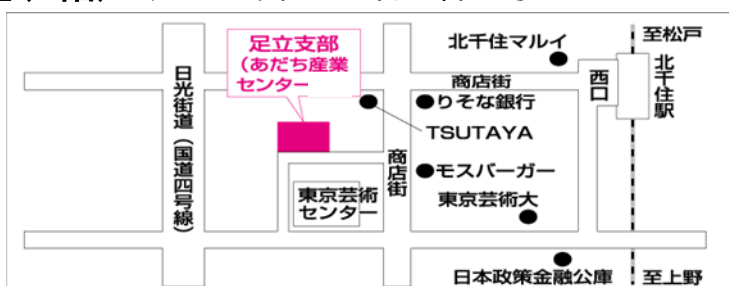 足立支部
(あだち産業
センター
北千住マルイ
至松戸
北千住駅
西口
商店街
りそな銀行
TSUTAYA
日光街道(国道四号線)
商店街
モスバーガー
東京芸術
センター
東京芸術大
日本政策金融公庫
至上野